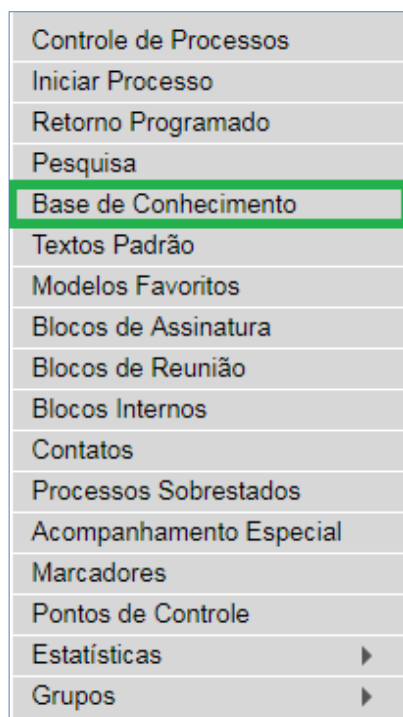 Controle de Processos
Iniciar Processo
Retorno Programado
Pesquisa
Base de Conhecimento
Textos Padrão
Modelos Favoritos
Blocos de Assinatura
Blocos de Reunião
Blocos Internos
Contatos
Processos Sobrestados
Acompanhamento Especial
Marcadores
Pontos de Controle
Estatísticas
Grupos